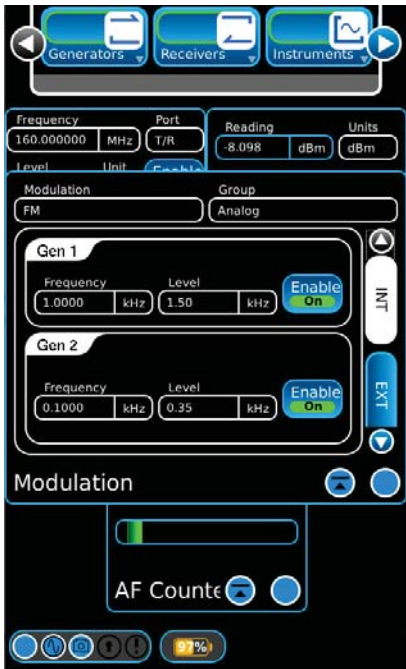 Generators Receivers Instruments
Frequency Port Reading Units
160.000000 MHz T/R -8.098 dBm dBm
Level Unit Enable
Modulation Group
FM Analog
Gen 1
Frequency Level Enable
1.0000 kHz 1.50 kHz On
INT
Gen 2
Frequency Level Enable
0.1000 kHz 0.35 kHz On
EXT
Modulation
AF Counte
97%